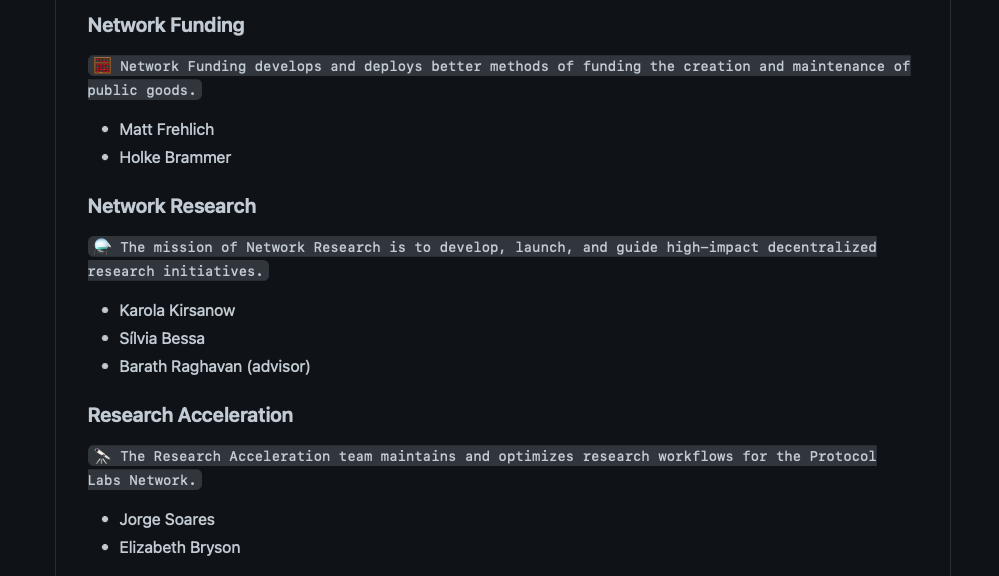 Network Funding
🧮 Network Funding develops and deploys better methods of funding the creation and maintenance of
public goods.
• Matt Frehlich
• Holke Brammer
Network Research
The mission of Network Research is to develop, launch, and guide high-impact decentralized
research initiatives.
• Karola Kirsanow
• Sílvia Bessa
• Barath Raghavan (advisor)
Research Acceleration
🔭 The Research Acceleration team maintains and optimizes research workflows for the Protocol
Labs Network.
• Jorge Soares
• Elizabeth Bryson